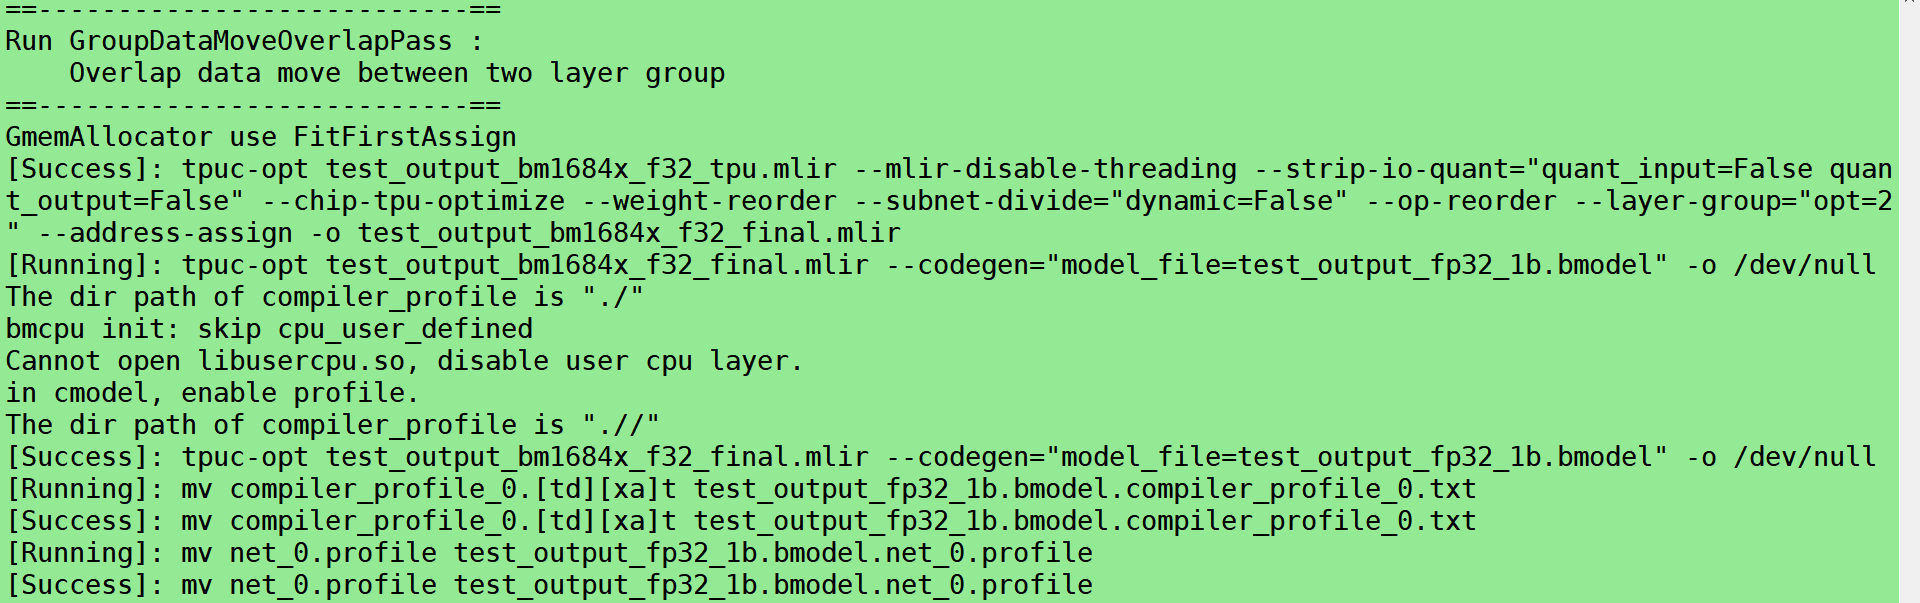 ==---------------------------==
Run GroupDataMoveOverlapPass :
    Overlap data move between two layer group
==---------------------------==
GmemAllocator use FitFirstAssign
[Success]: tpuc-opt test_output_bm1684x_f32_tpu.mlir --mlir-disable-threading --strip-io-quant="quant_input=False quan
t_output=False" --chip-tpu-optimize --weight-reorder --subnet-divide="dynamic=False" --op-reorder --layer-group="opt=2
" --address-assign -o test_output_bm1684x_f32_final.mlir
[Running]: tpuc-opt test_output_bm1684x_f32_final.mlir --codegen="model_file=test_output_fp32_1b.bmodel" -o /dev/null
The dir path of compiler_profile is "./"
bmcpu init: skip cpu_user_defined
Cannot open libusercpu.so, disable user cpu layer.
in cmodel, enable profile.
The dir path of compiler_profile is ".//"
[Success]: tpuc-opt test_output_bm1684x_f32_final.mlir --codegen="model_file=test_output_fp32_1b.bmodel" -o /dev/null
[Running]: mv compiler_profile_0.[td][xa]t test_output_fp32_1b.bmodel.compiler_profile_0.txt
[Success]: mv compiler_profile_0.[td][xa]t test_output_fp32_1b.bmodel.compiler_profile_0.txt
[Running]: mv net_0.profile test_output_fp32_1b.bmodel.net_0.profile
[Success]: mv net_0.profile test_output_fp32_1b.bmodel.net_0.profile